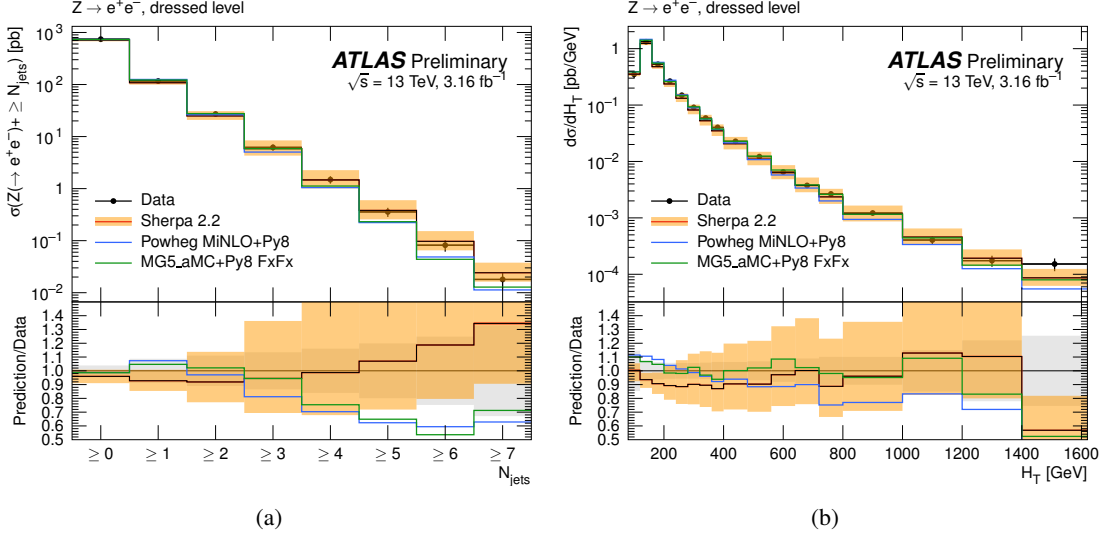 Z → e⁺e⁻, dressed level
σ(Z(→ e⁺e⁻)+ ≥ N_jets) [pb]
10³
10²
10
1
10⁻¹
10⁻²
ATLAS Preliminary
√s = 13 TeV, 3.16 fb⁻¹
Data
Sherpa 2.2
Powheg MiNLO+Py8
MG5_aMC+Py8 FxFx
Prediction/Data
1.4
1.3
1.2
1.1
1.0
0.9
0.8
0.7
0.6
0.5
≥ 0 ≥ 1 ≥ 2 ≥ 3 ≥ 4 ≥ 5 ≥ 6 ≥ 7
N_jets
(a)
Z → e⁺e⁻, dressed level
dσ/dH_T [pb/GeV]
1
10⁻¹
10⁻²
10⁻³
10⁻⁴
ATLAS Preliminary
√s = 13 TeV, 3.16 fb⁻¹
Data
Sherpa 2.2
Powheg MiNLO+Py8
MG5_aMC+Py8 FxFx
Prediction/Data
1.4
1.3
1.2
1.1
1.0
0.9
0.8
0.7
0.6
0.5
200 400 600 800 1000 1200 1400 1600
H_T [GeV]
(b)